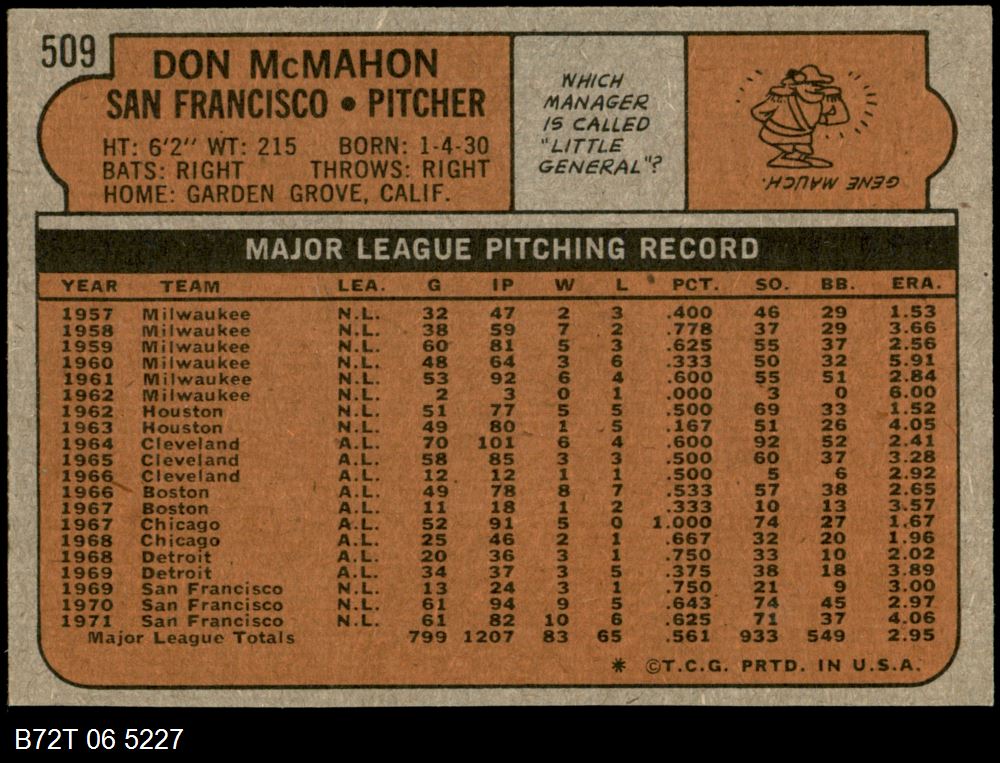 509
DON McMAHON
SAN FRANCISCO • PITCHER
HT: 6'2" WT: 215 BORN: 1-4-30
BATS: RIGHT THROWS: RIGHT
HOME: GARDEN GROVE, CALIF.
WHICH
MANAGER
IS CALLED
"LITTLE
GENERAL"?
GENE MAUCH.
MAJOR LEAGUE PITCHING RECORD
YEAR TEAM LEA. G IP W L PCT. SO. BB. ERA.
1957 Milwaukee N.L. 32 47 2 3 .400 46 29 1.53
1958 Milwaukee N.L. 38 59 7 2 .778 37 29 3.66
1959 Milwaukee N.L. 60 81 5 3 .625 55 37 2.56
1960 Milwaukee N.L. 48 64 3 6 .333 50 32 5.91
1961 Milwaukee N.L. 53 92 6 4 .600 55 51 2.84
1962 Milwaukee N.L. 2 3 0 1 .000 3 0 6.00
1962 Houston N.L. 51 77 5 5 .500 69 33 1.52
1963 Houston N.L. 49 80 1 5 .167 51 26 4.05
1964 Cleveland A.L. 70 101 6 4 .600 92 52 2.41
1965 Cleveland A.L. 58 85 3 3 .500 60 37 3.28
1966 Cleveland A.L. 12 12 1 1 .500 5 6 2.92
1966 Boston A.L. 49 78 8 7 .533 57 38 2.65
1967 Boston A.L. 11 18 1 2 .333 10 13 3.57
1967 Chicago A.L. 52 91 5 0 1.000 74 27 1.67
1968 Chicago A.L. 25 46 2 1 .667 32 20 1.96
1968 Detroit A.L. 20 36 3 1 .750 33 10 2.02
1969 Detroit A.L. 34 37 3 5 .375 38 18 3.89
1969 San Francisco N.L. 13 24 3 1 .750 21 9 3.00
1970 San Francisco N.L. 61 94 9 5 .643 74 45 2.97
1971 San Francisco N.L. 61 82 10 6 .625 71 37 4.06
Major League Totals 799 1207 83 65 .561 933 549 2.95
* ©T.C.G. PRTD. IN U.S.A.
B72T 06 5227